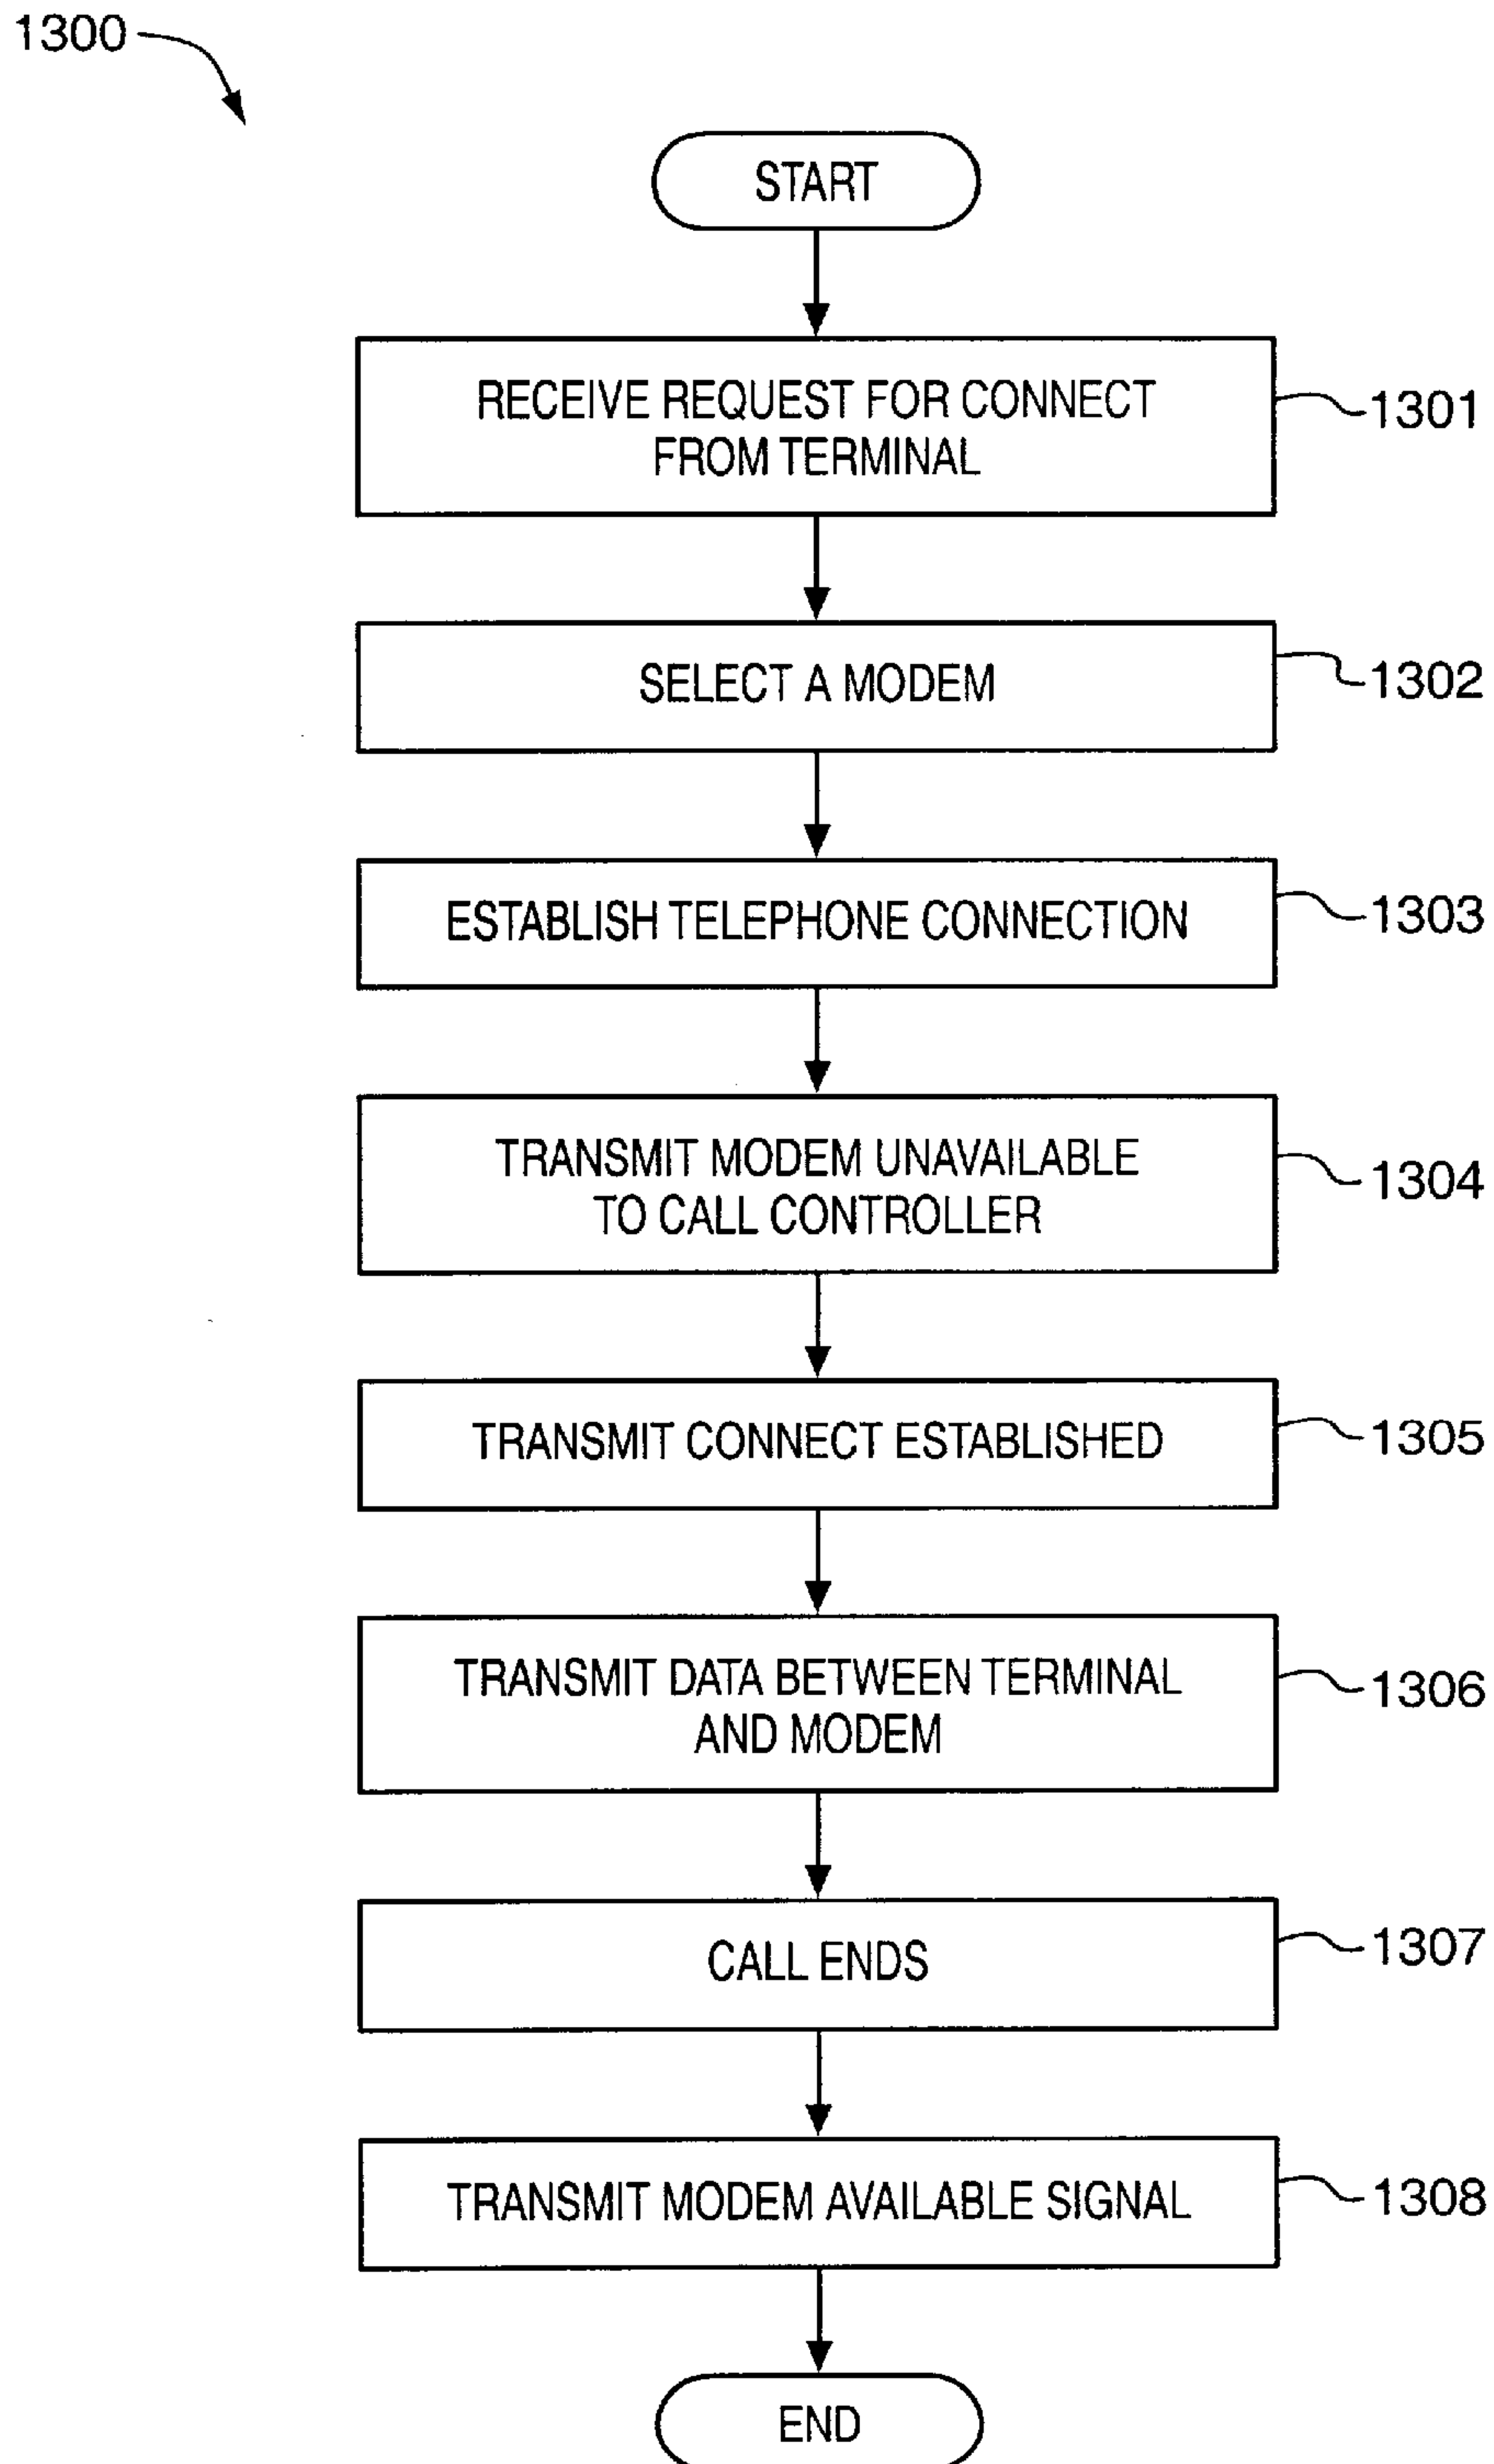 1300
START
RECEIVE REQUEST FOR CONNECT
FROM TERMINAL
1301
SELECT A MODEM
1302
ESTABLISH TELEPHONE CONNECTION
1303
TRANSMIT MODEM UNAVAILABLE
TO CALL CONTROLLER
1304
TRANSMIT CONNECT ESTABLISHED
1305
TRANSMIT DATA BETWEEN TERMINAL
AND MODEM
1306
CALL ENDS
1307
TRANSMIT MODEM AVAILABLE SIGNAL
1308
END